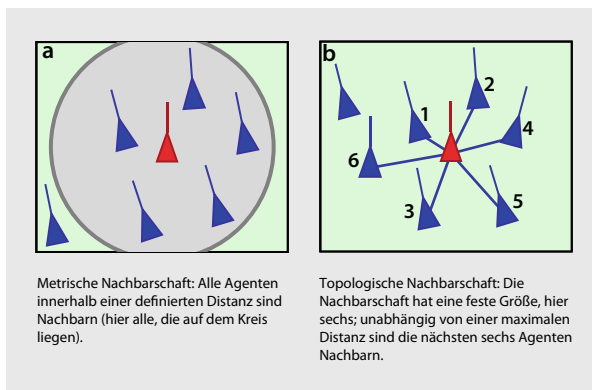 a
b
2
1
4
6
3
5
Metrische Nachbarschaft: Alle Agenten
innerhalb einer definierten Distanz sind
Nachbarn (hier alle, die auf dem Kreis
liegen).
Topologische Nachbarschaft: Die
Nachbarschaft hat eine feste Größe, hier
sechs; unabhängig von einer maximalen
Distanz sind die nächsten sechs Agenten
Nachbarn.